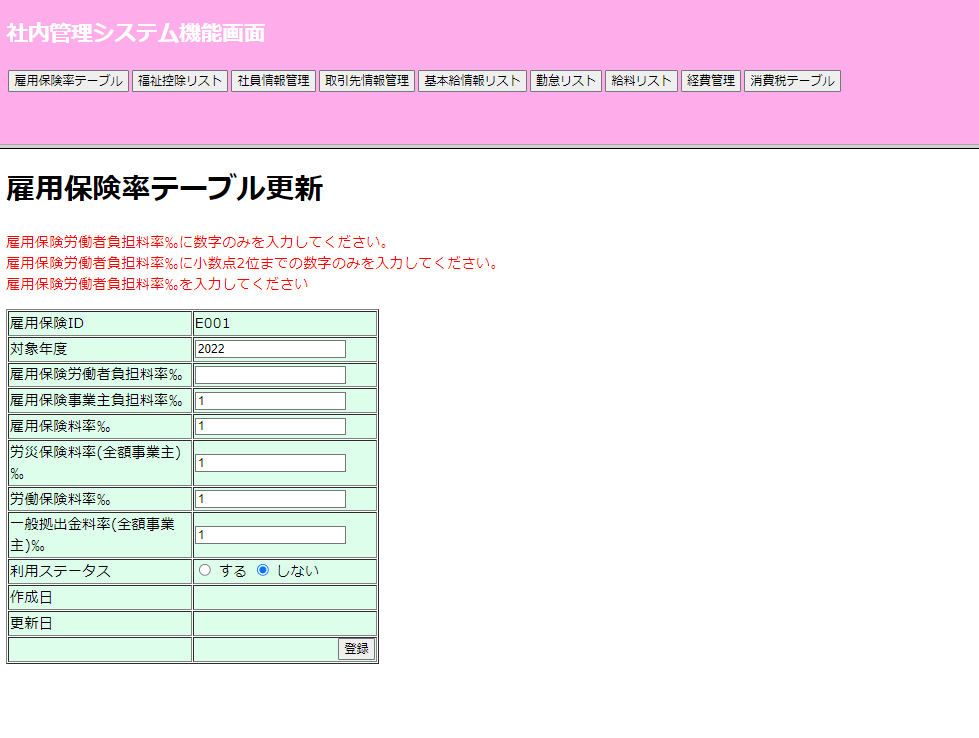 社内管理システム機能画面
雇用保険率テーブル 福祉控除リスト 社員情報管理 取引先情報管理 基本給情報リスト 勤怠リスト 給料リスト 経費管理 消費税テーブル
雇用保険率テーブル更新
雇用保険労働者負担料率‰に数字のみを入力してください。
雇用保険労働者負担料率‰に小数点2位までの数字のみを入力してください。
雇用保険労働者負担料率‰を入力してください
雇用保険ID E001
対象年度 2022
雇用保険労働者負担料率‰
雇用保険事業主負担料率‰ 1
雇用保険料率‰ 1
労災保険料率(全額事業主)
‰ 1
労働保険料率‰ 1
一般拠出金料率(全額事業
主)‰ 1
利用ステータス する しない
作成日
更新日
登録